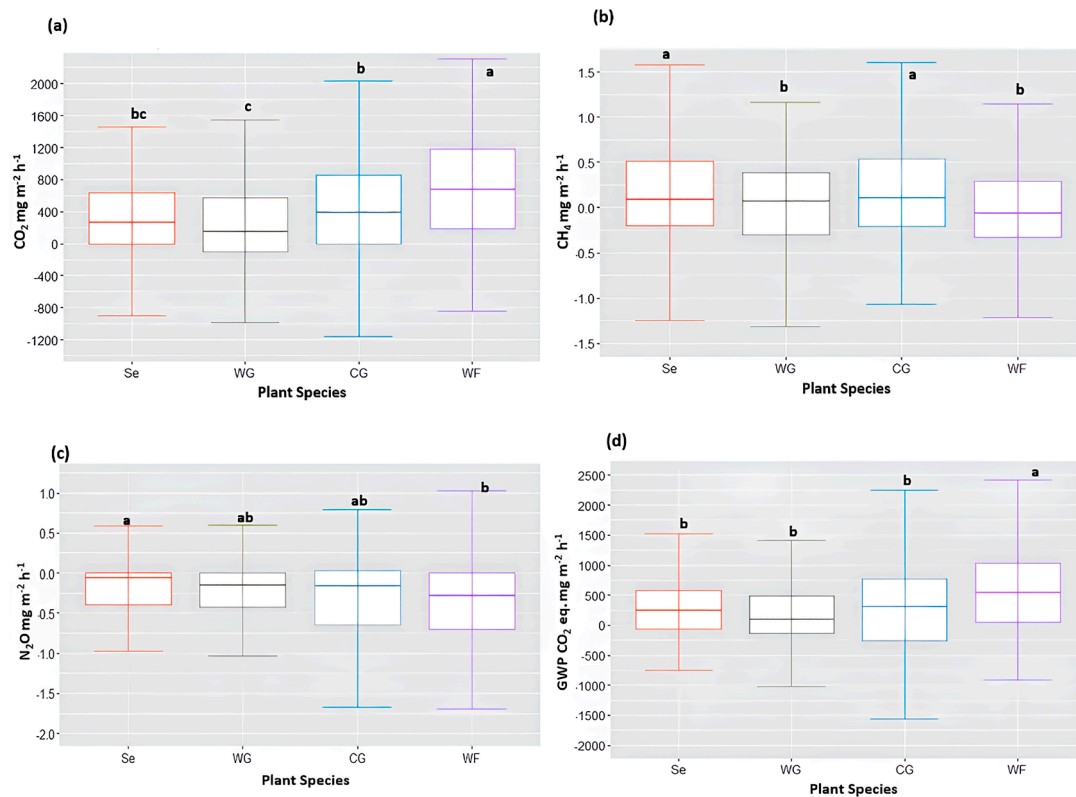 (a)
CO₂ mg m⁻² h⁻¹
2000
1600
1200
800
400
0
-400
-800
-1200
bc
c
b
a
Se WG CG WF
Plant Species
(b)
CH₄ mg m⁻² h⁻¹
1.5
1.0
0.5
0.0
-0.5
-1.0
-1.5
a
b
a
b
Se WG CG WF
Plant Species
(c)
N₂O mg m⁻² h⁻¹
1.0
0.5
0.0
-0.5
-1.0
-1.5
-2.0
a
ab
ab
b
Se WG CG WF
Plant Species
(d)
GWP CO₂ eq. mg m⁻² h⁻¹
2500
2000
1500
1000
500
0
-500
-1000
-1500
-2000
b
b
b
a
Se WG CG WF
Plant Species